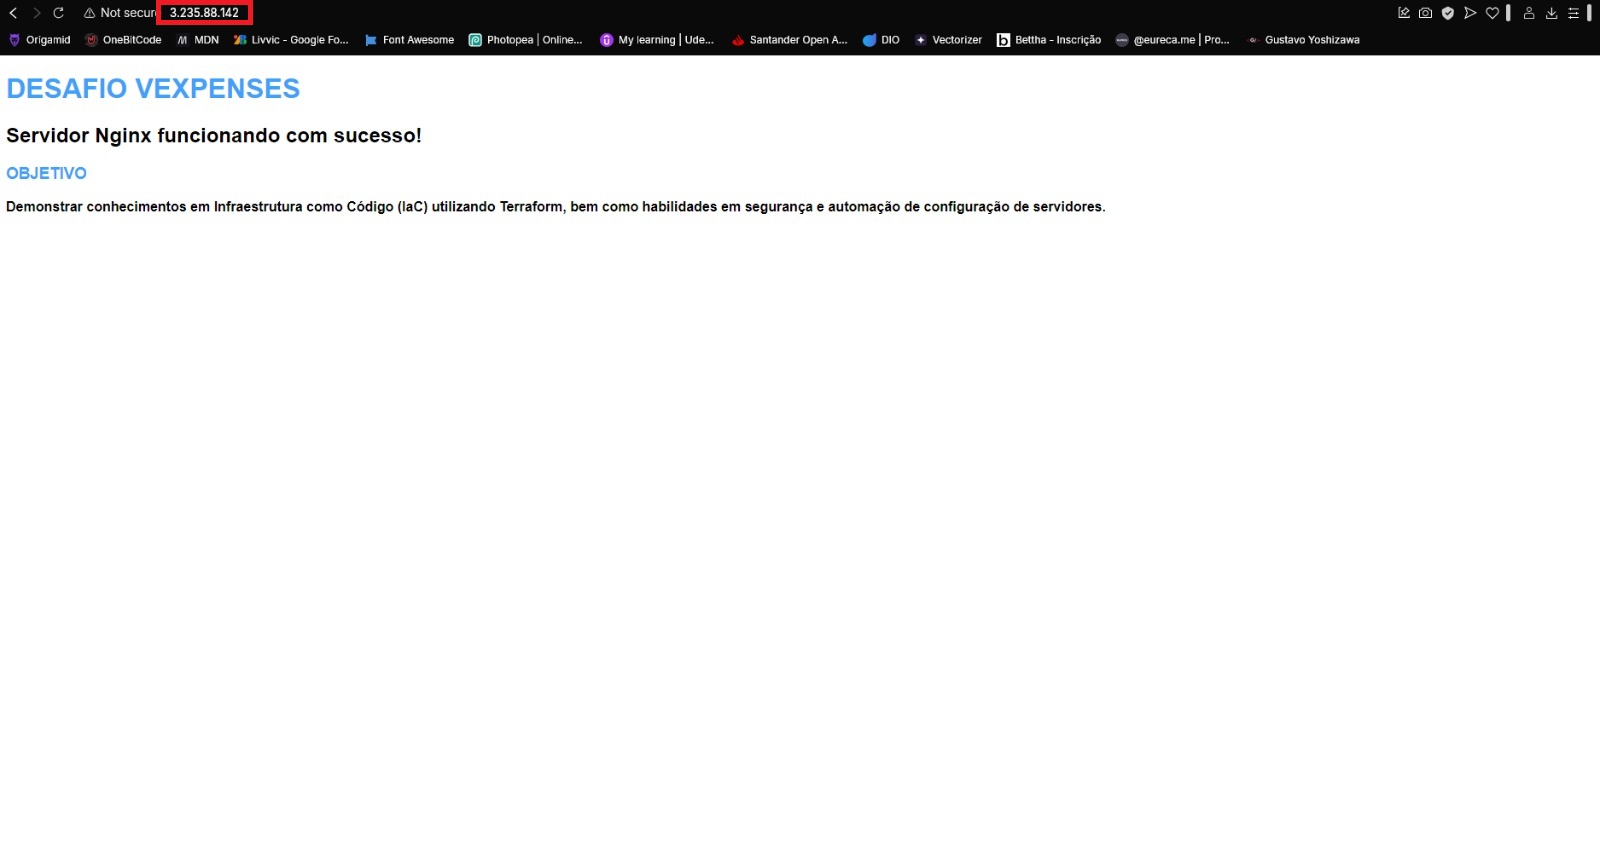 Not secur 3.235.88.142
Origamid OneBitCode MDN Livvic - Google Fo... Font Awesome Photopea | Online... My learning | Ude... Santander Open A... DIO Vectorizer Bettha - Inscrição @eureca.me | Pro... Gustavo Yoshizawa
DESAFIO VEXPENSES
Servidor Nginx funcionando com sucesso!
OBJETIVO
Demonstrar conhecimentos em Infraestrutura como Código (IaC) utilizando Terraform, bem como habilidades em segurança e automação de configuração de servidores.